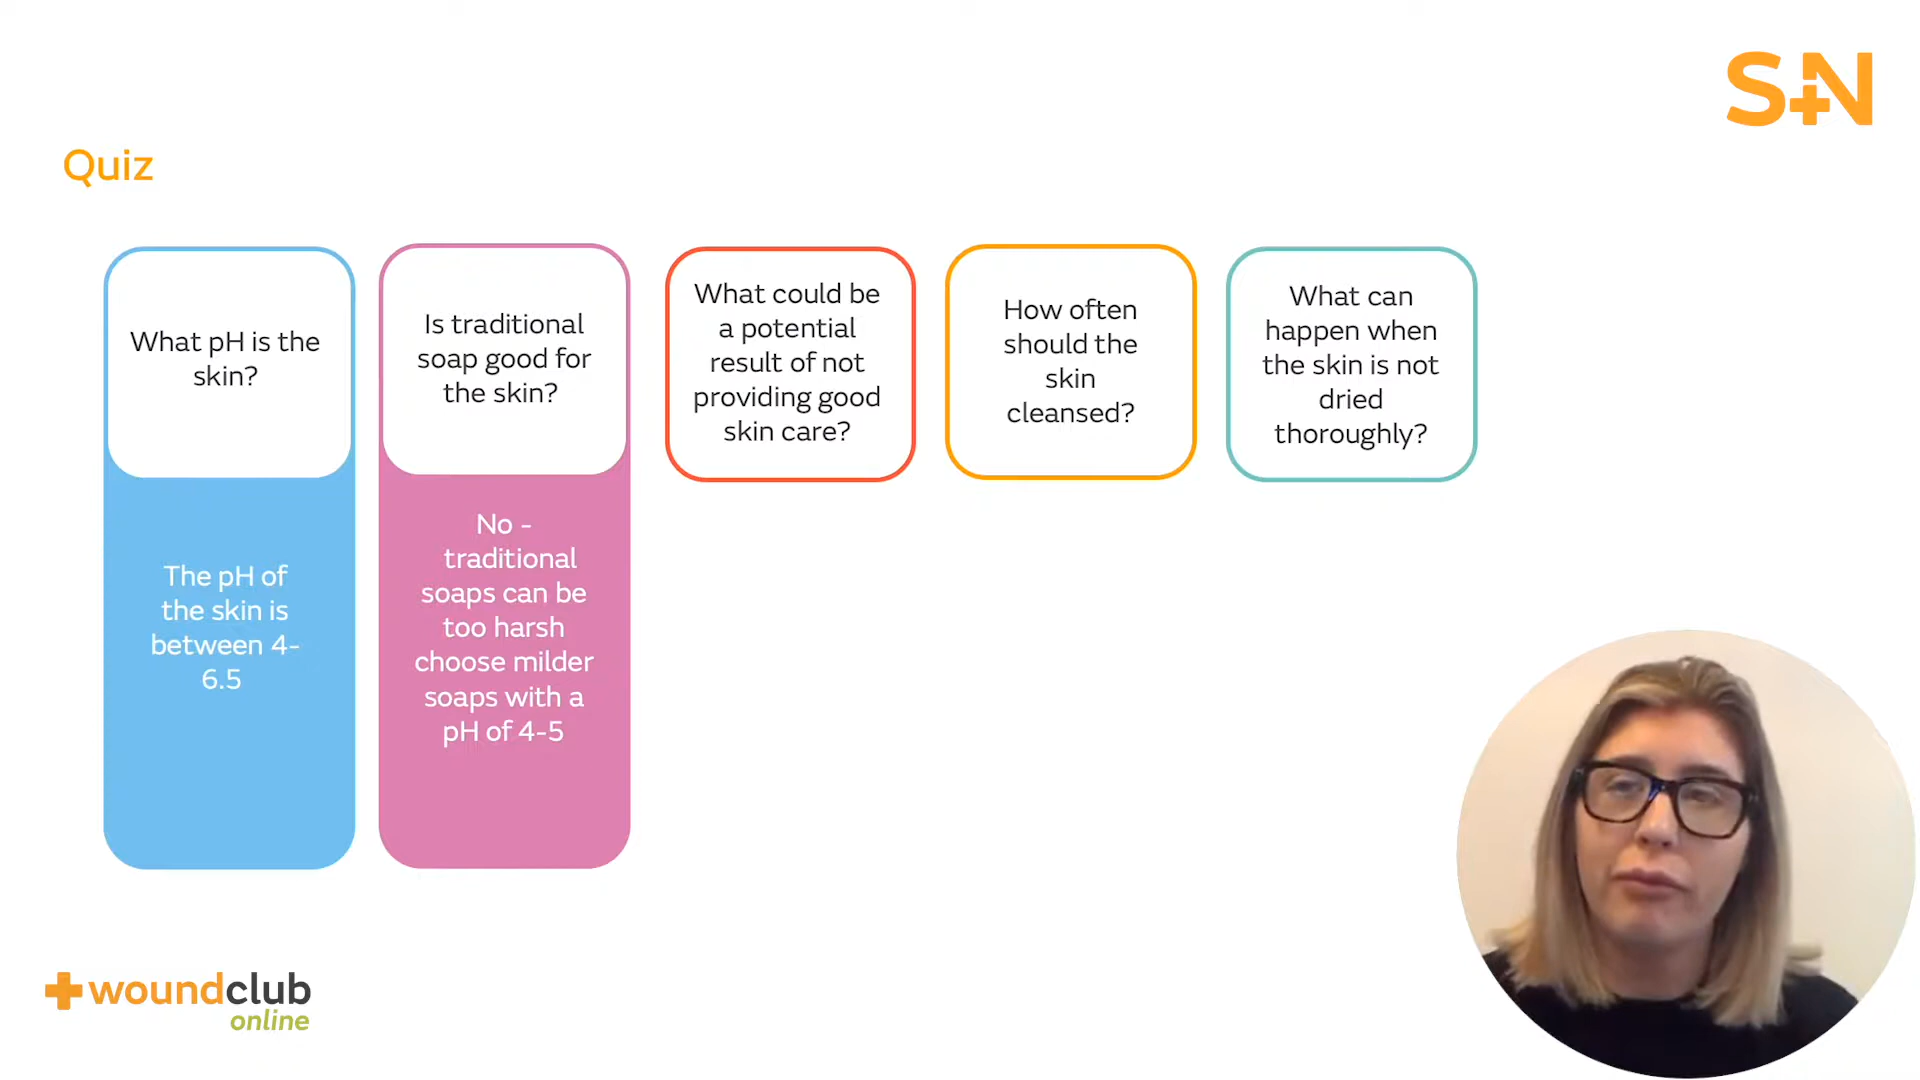 S+N
Quiz
What pH is the
skin?
The pH of
the skin is
between 4-
6.5
Is traditional
soap good for
the skin?
No -
traditional
soaps can be
too harsh
choose milder
soaps with a
pH of 4-5
What could be
a potential
result of not
providing good
skin care?
How often
should the
skin
cleansed?
What can
happen when
the skin is not
dried
thoroughly?
woundclub
online